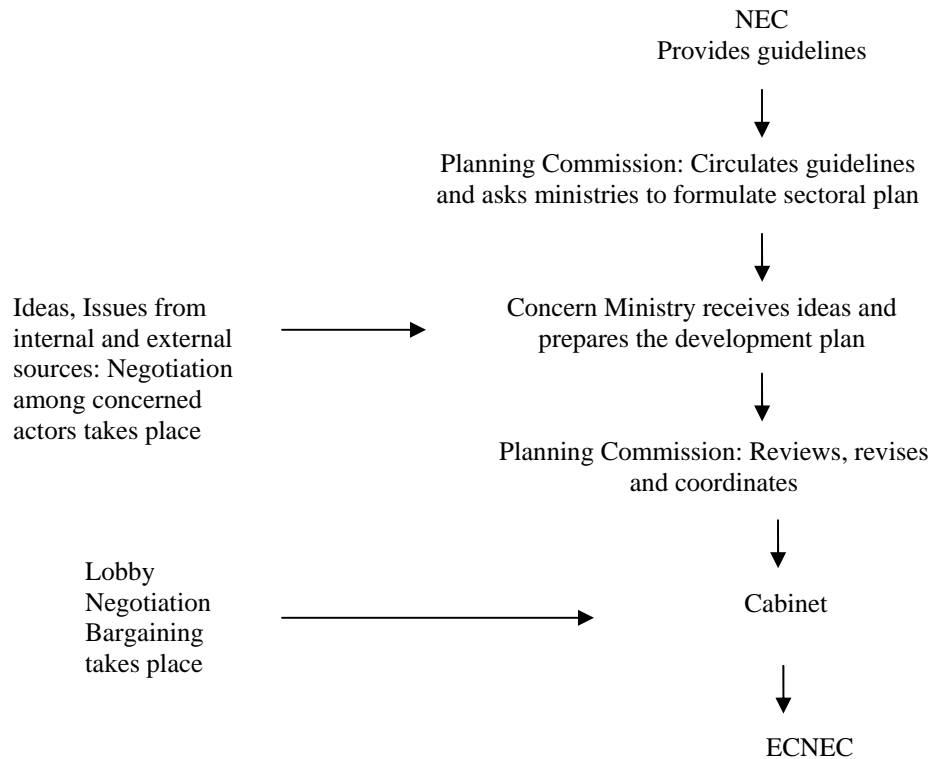 NEC
Provides guidelines
Planning Commission: Circulates guidelines
and asks ministries to formulate sectoral plan
Ideas, Issues from
internal and external
sources: Negotiation
among concerned
actors takes place
Concern Ministry receives ideas and
prepares the development plan
Planning Commission: Reviews, revises
and coordinates
Lobby
Negotiation
Bargaining
takes place
Cabinet
ECNEC